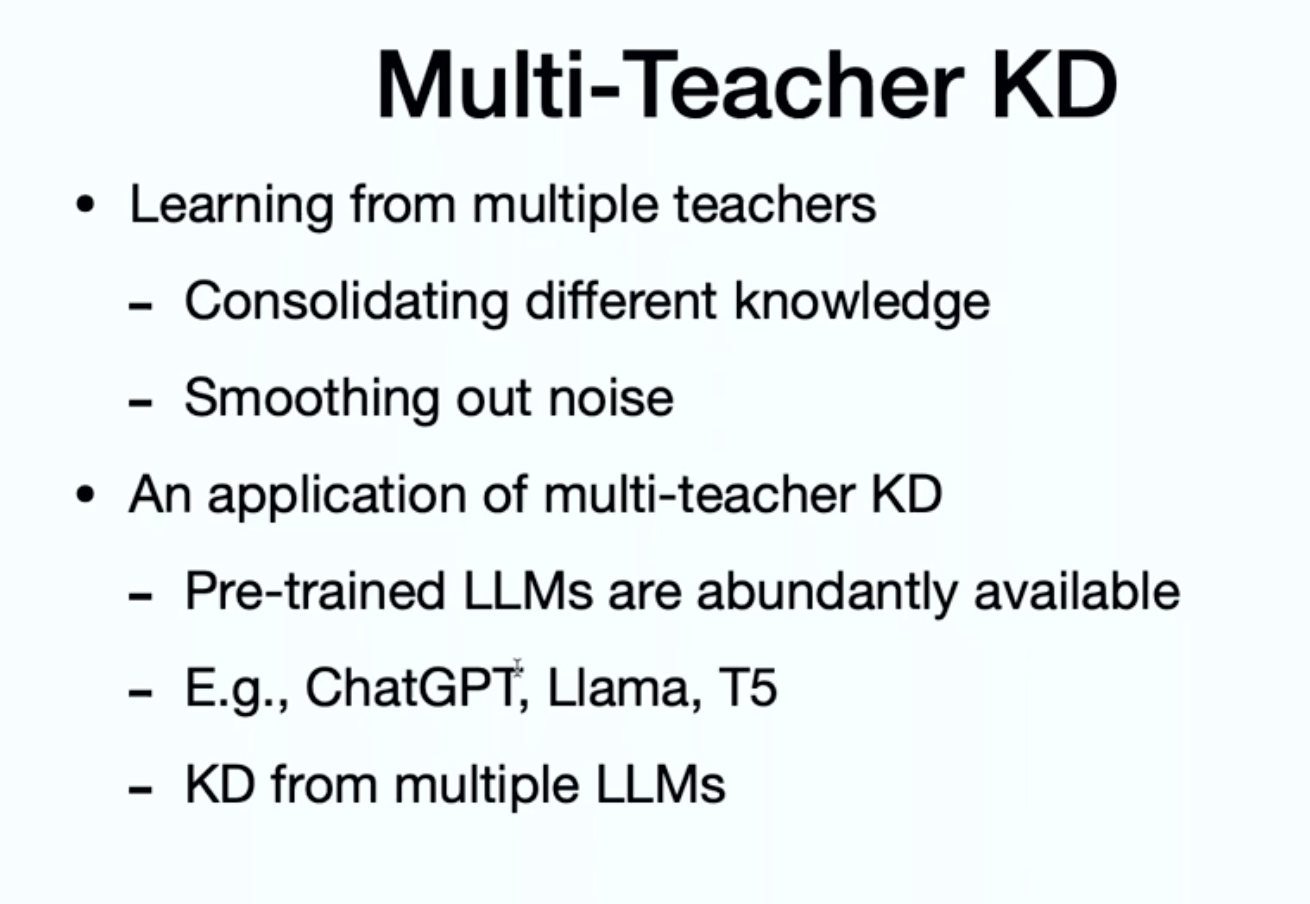 Multi-Teacher KD
• Learning from multiple teachers
– Consolidating different knowledge
– Smoothing out noise
• An application of multi-teacher KD
– Pre-trained LLMs are abundantly available
– E.g., ChatGPT, Llama, T5
– KD from multiple LLMs